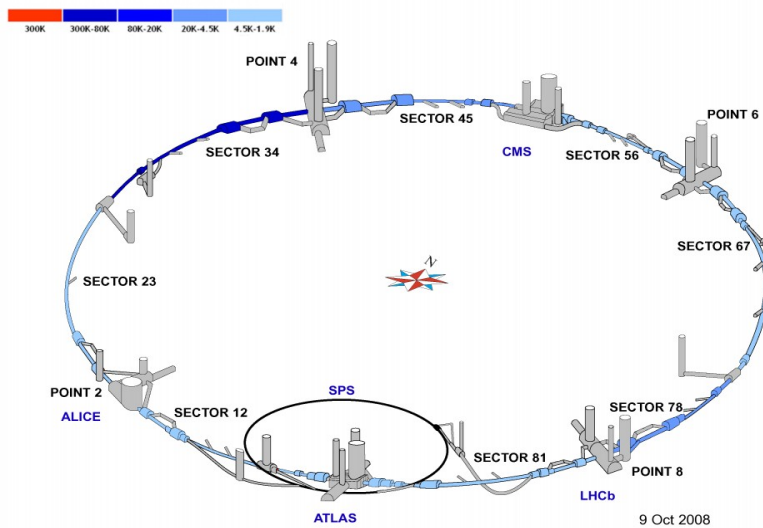 300K 300K-80K 80K-20K 20K-4.5K 4.5K-1.9K
POINT 4
SECTOR 45
POINT 6
SECTOR 34
CMS
SECTOR 56
N
SECTOR 67
SECTOR 23
POINT 2
ALICE
SPS
SECTOR 12
SECTOR 78
SECTOR 81
POINT 8
LHCb
ATLAS
9 Oct 2008